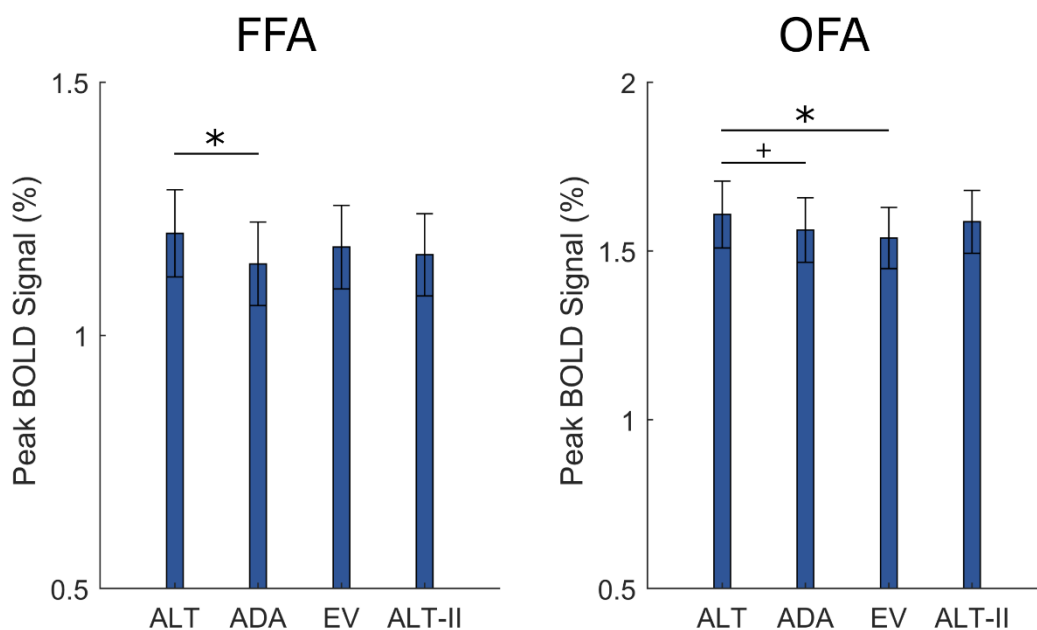 FFA
1.5
*
1
0.5
Peak BOLD Signal (%)
ALT ADA EV ALT-II
OFA
2
*
+
1.5
1
0.5
Peak BOLD Signal (%)
ALT ADA EV ALT-II